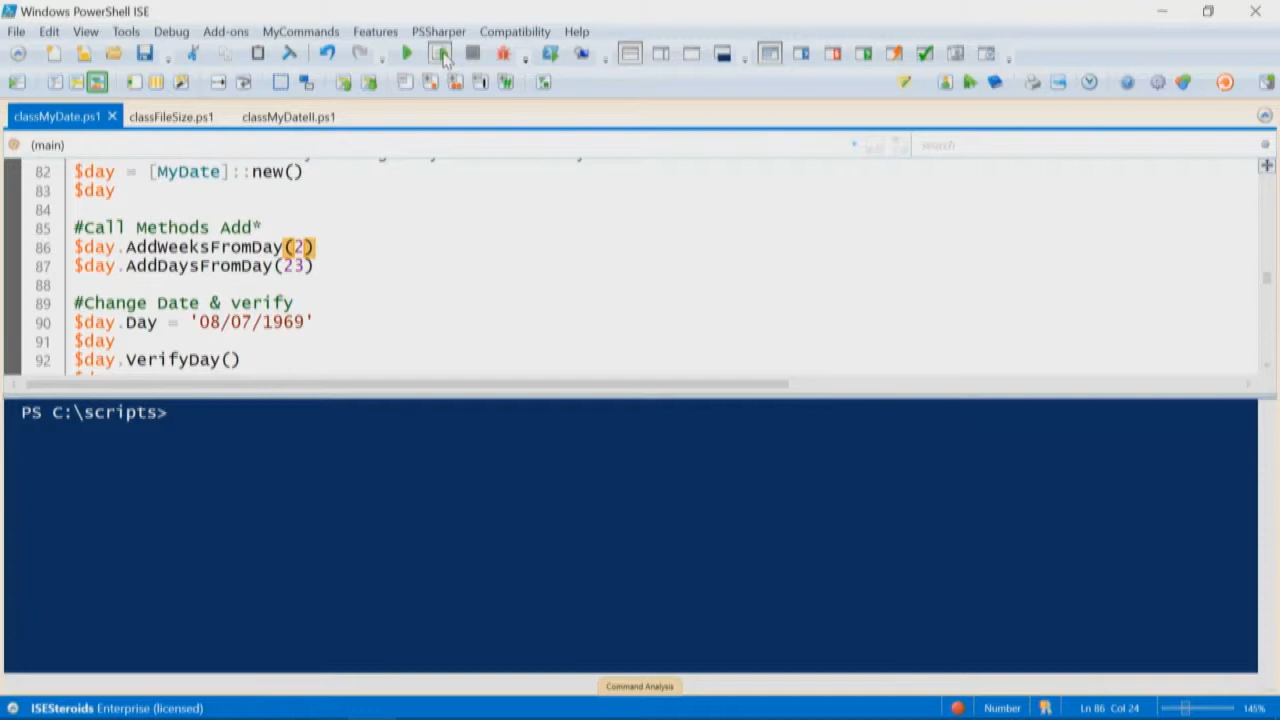 Windows PowerShell ISE
File Edit View Tools Debug Add-ons MyCommands Features PSSharper Compatibility Help
classMyDate.ps1 classFileSize.ps1 classMyDateII.ps1
(main) search
82 $day = [MyDate]::new()
83 $day
84
85 #Call Methods Add*
86 $day.AddWeeksFromDay(2)
87 $day.AddDaysFromDay(23)
88
89 #Change Date & verify
90 $day.Day = '08/07/1969'
91 $day
92 $day.VerifyDay()
PS C:\scripts>
Command Analysis
ISESteroids Enterprise (licensed) Number Ln 86 Col 24 145%